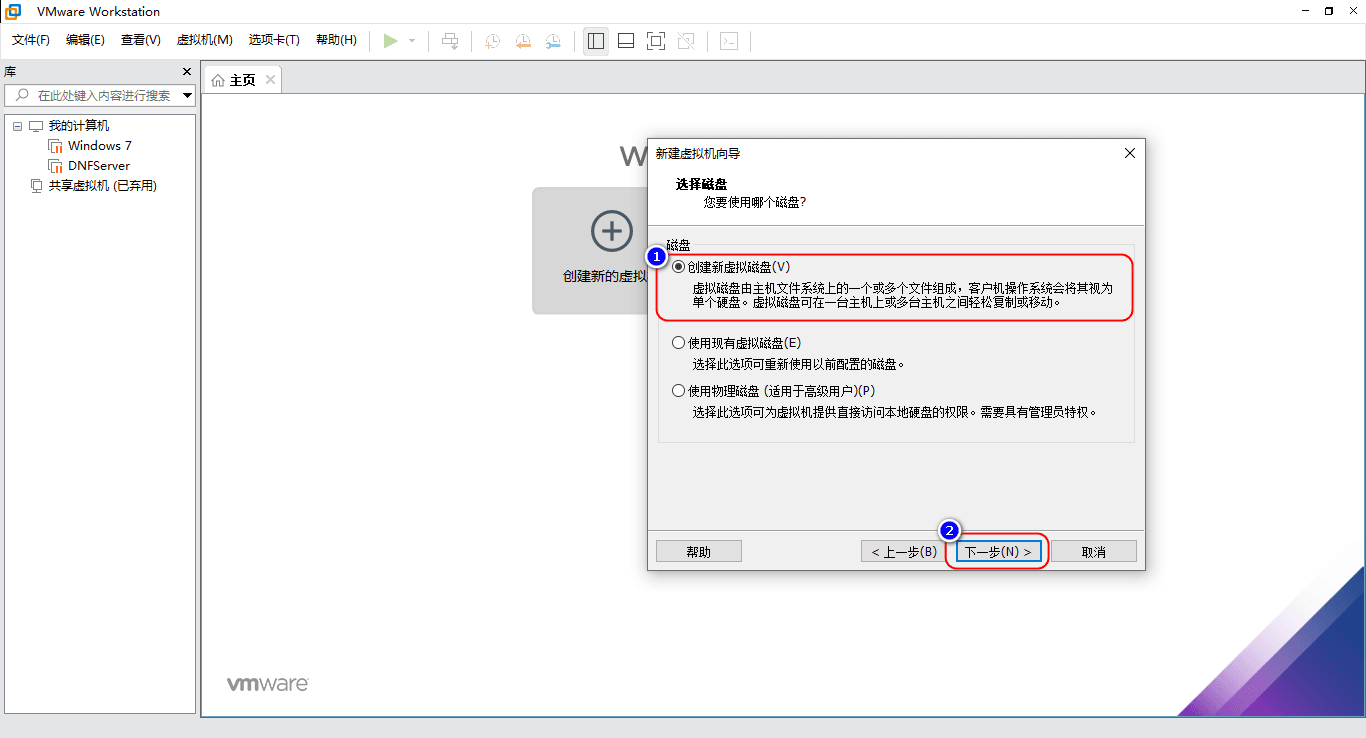 VMware Workstation
文件(F) 编辑(E) 查看(V) 虚拟机(M) 选项卡(T) 帮助(H)
库
在此处键入内容进行搜索
我的计算机
Windows 7
DNFServer
共享虚拟机 (已弃用)
主页
W
创建新的虚拟
新建虚拟机向导
选择磁盘
您要使用哪个磁盘?
磁盘
1
创建新虚拟磁盘(V)
虚拟磁盘由主机文件系统上的一个或多个文件组成，客户机操作系统会将其视为
单个硬盘。虚拟磁盘可在一台主机上或多台主机之间轻松复制或移动。
使用现有虚拟磁盘(E)
选择此选项可重新使用以前配置的磁盘。
使用物理磁盘 (适用于高级用户)(P)
选择此选项可为虚拟机提供直接访问本地硬盘的权限。需要具有管理员特权。
2
帮助 < 上一步(B) 下一步(N) > 取消
vmware